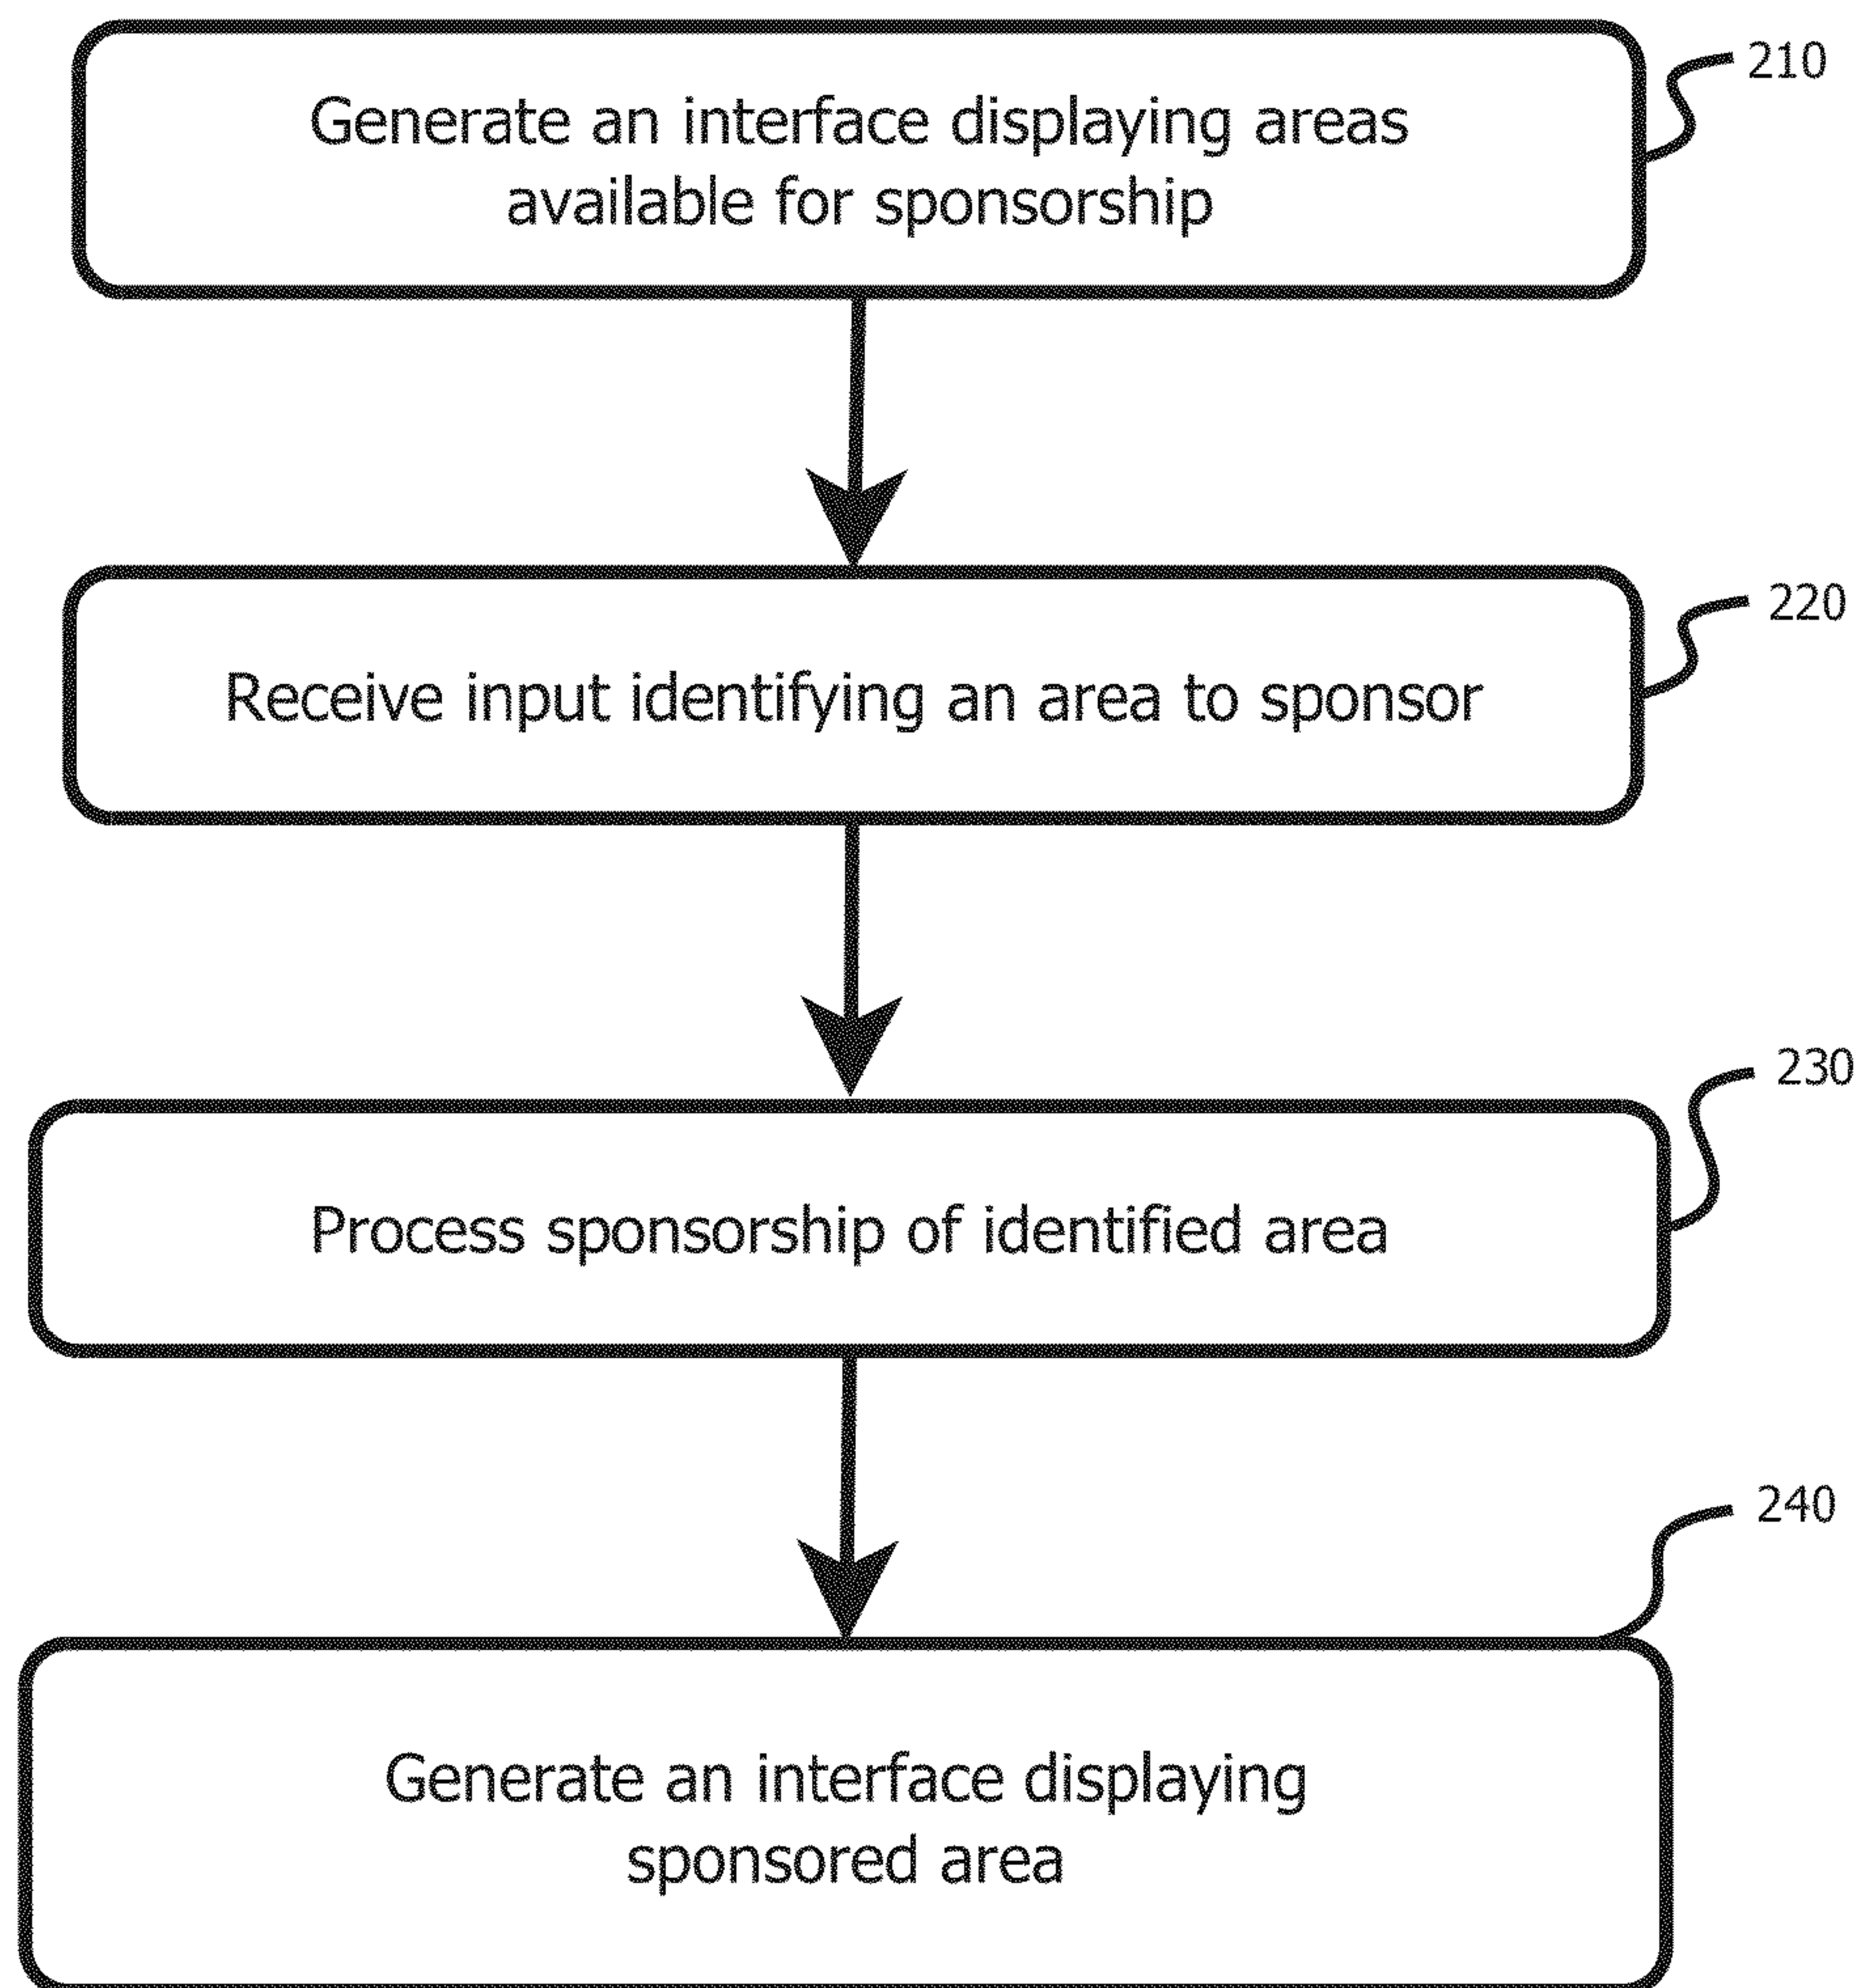 Generate an interface displaying areas
available for sponsorship
210
Receive input identifying an area to sponsor
220
Process sponsorship of identified area
230
Generate an interface displaying
sponsored area
240